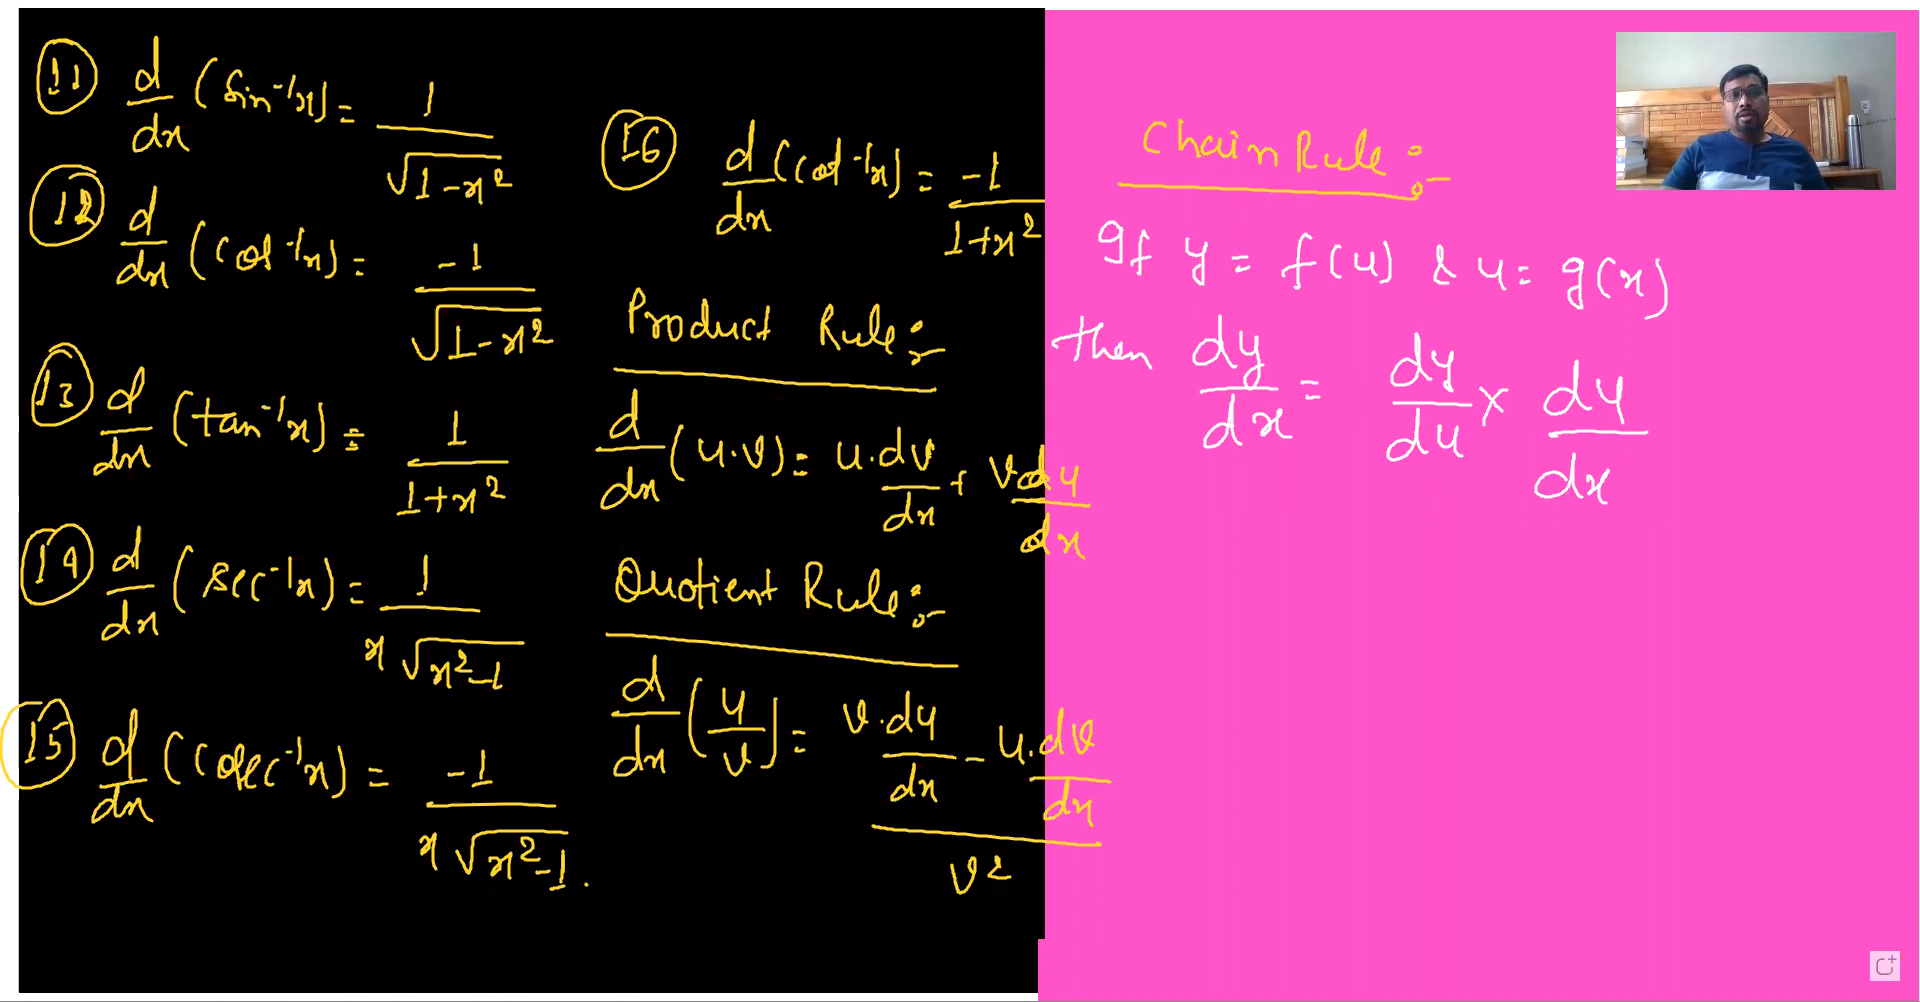 11 d/dx (sin⁻¹x) = 1/√(1-x²)
12 d/dx (cos⁻¹x) = -1/√(1-x²)
13 d/dx (tan⁻¹x) = 1/(1+x²)
14 d/dx (sec⁻¹x) = 1/(x√(x²-1))
15 d/dx (cosec⁻¹x) = -1/(x√(x²-1)).
16 d/dx (cot⁻¹x) = -1/(1+x²)
Product Rule:-
d/dx (u.v) = u.dv/dx + v du/dx
Quotient Rule:-
d/dx (u/v) = (v.du/dx - u.dv/dx)/v²
Chain Rule:-
If y = f(u) & u = g(x)
then dy/dx = dy/du × du/dx